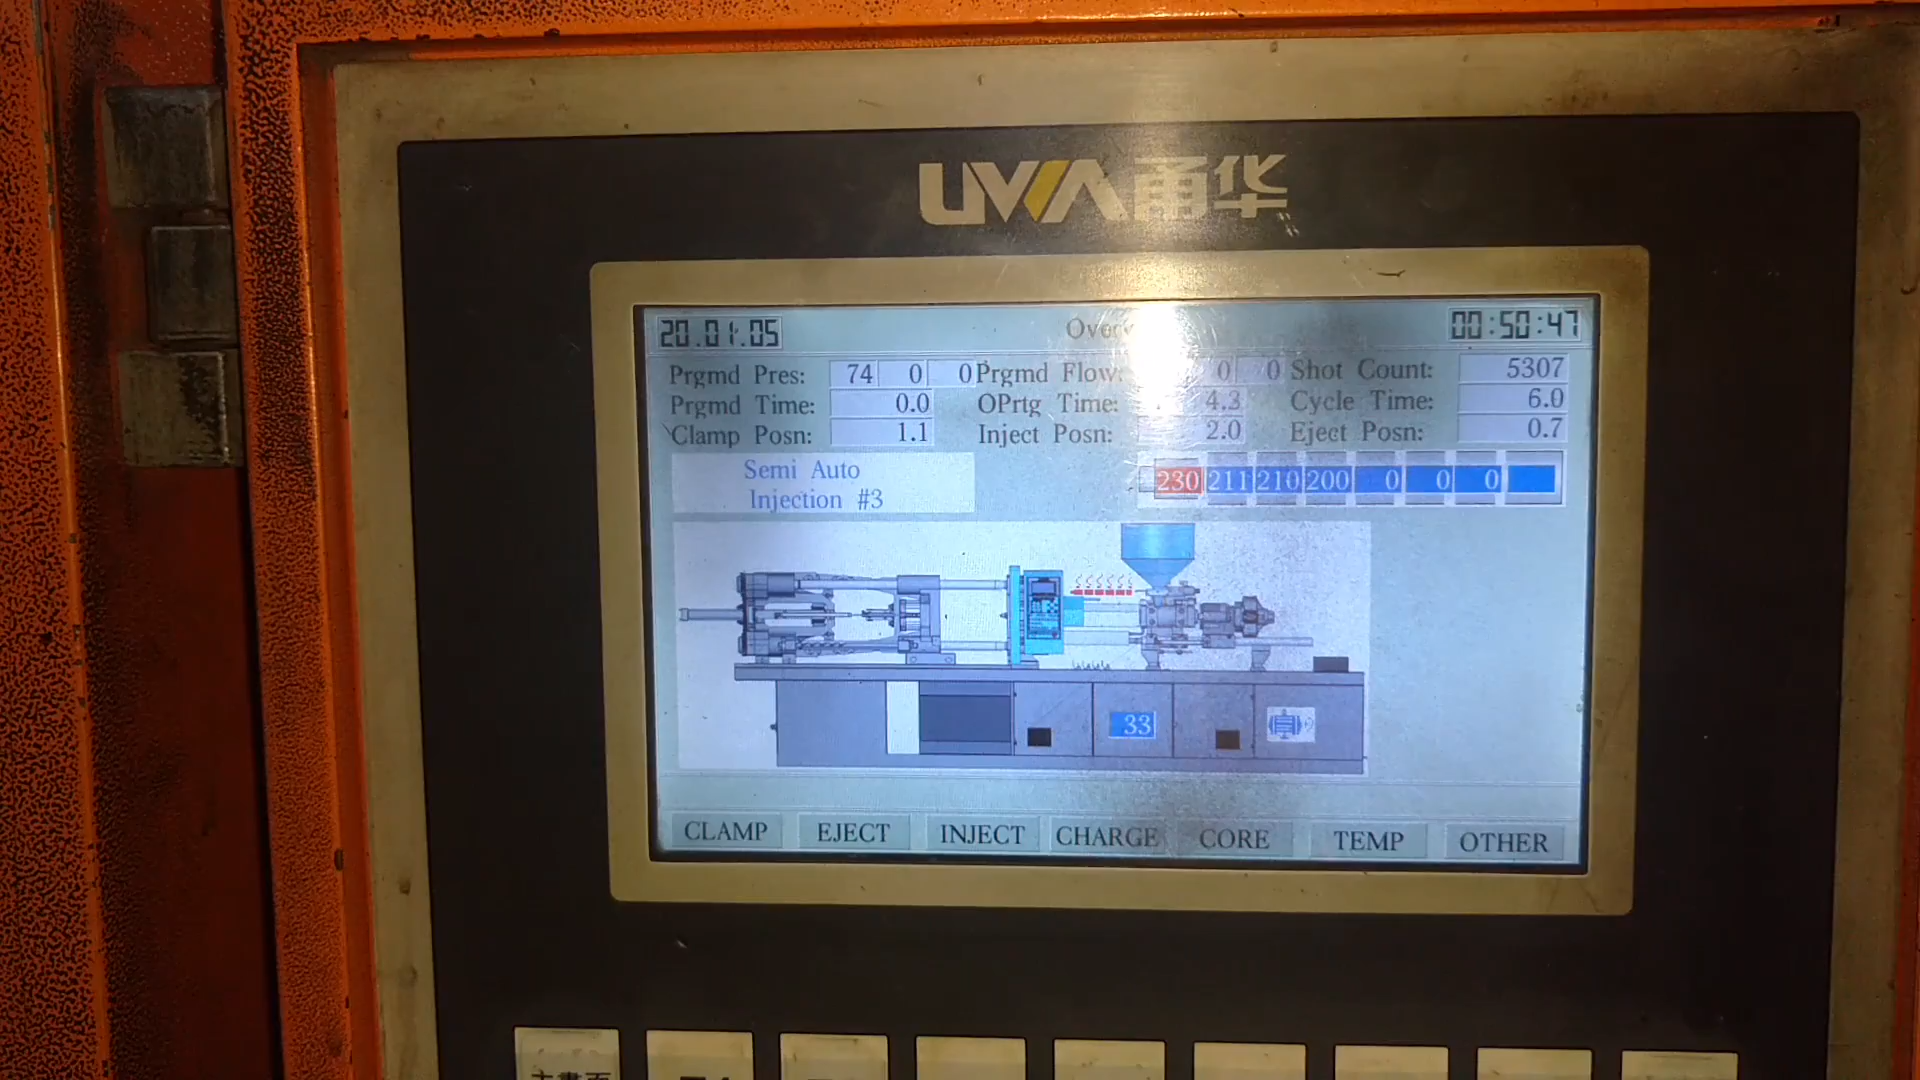 UWA 甬华
20.01.05 00:50:47
Prgmd Pres: 74 0 0 Prgmd Flow: 0 0 Shot Count: 5307
Prgmd Time: 0.0 OPrtg Time: 4.3 Cycle Time: 6.0
Clamp Posn: 1.1 Inject Posn: 2.0 Eject Posn: 0.7
Semi Auto
Injection #3
230 211 210 200 0 0 0
33
CLAMP EJECT INJECT CHARGE CORE TEMP OTHER